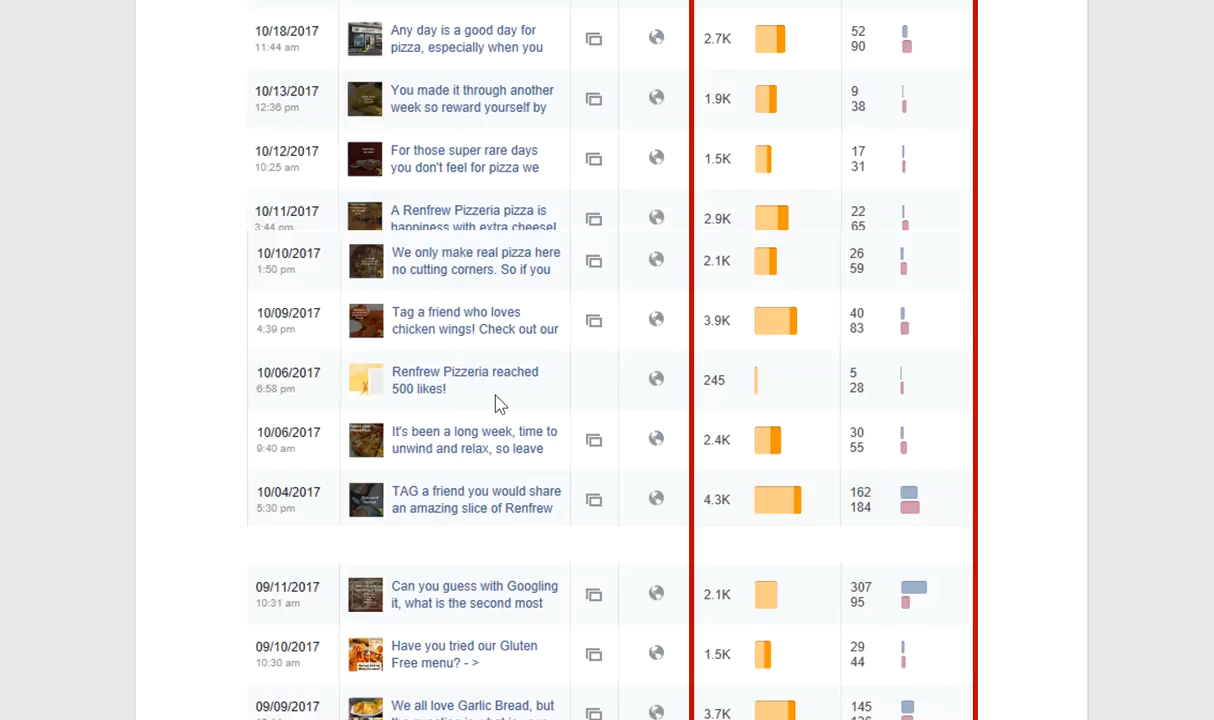 10/18/2017
11:44 am
Any day is a good day for
pizza, especially when you
2.7K
52
90
10/13/2017
12:36 pm
You made it through another
week so reward yourself by
1.9K
9
38
10/12/2017
10:25 am
For those super rare days
you don't feel for pizza we
1.5K
17
31
10/11/2017
3:44 pm
A Renfrew Pizzeria pizza is
happiness with extra cheese!
2.9K
22
65
10/10/2017
1:50 pm
We only make real pizza here
no cutting corners. So if you
2.1K
26
59
10/09/2017
4:39 pm
Tag a friend who loves
chicken wings! Check out our
3.9K
40
83
10/06/2017
6:58 pm
Renfrew Pizzeria reached
500 likes!
245
5
28
10/06/2017
9:40 am
It's been a long week, time to
unwind and relax, so leave
2.4K
30
55
10/04/2017
5:30 pm
TAG a friend you would share
an amazing slice of Renfrew
4.3K
162
184
09/11/2017
10:31 am
Can you guess with Googling
it, what is the second most
2.1K
307
95
09/10/2017
10:30 am
Have you tried our Gluten
Free menu? - >
1.5K
29
44
09/09/2017
We all love Garlic Bread, but
3.7K
145